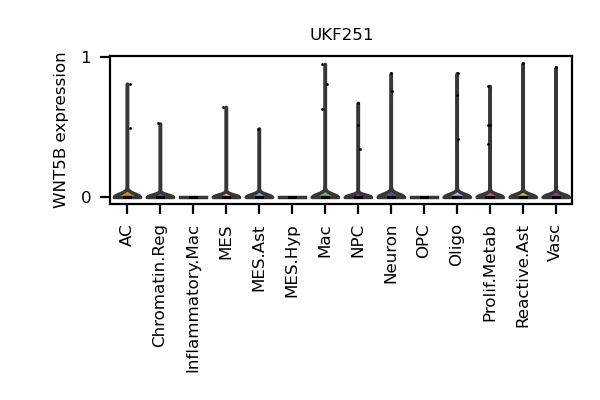 UKF251
WNT5B expression
1
0
AC
Chromatin.Reg
Inflammatory.Mac
MES
MES.Ast
MES.Hyp
Mac
NPC
Neuron
OPC
Oligo
Prolif.Metab
Reactive.Ast
Vasc